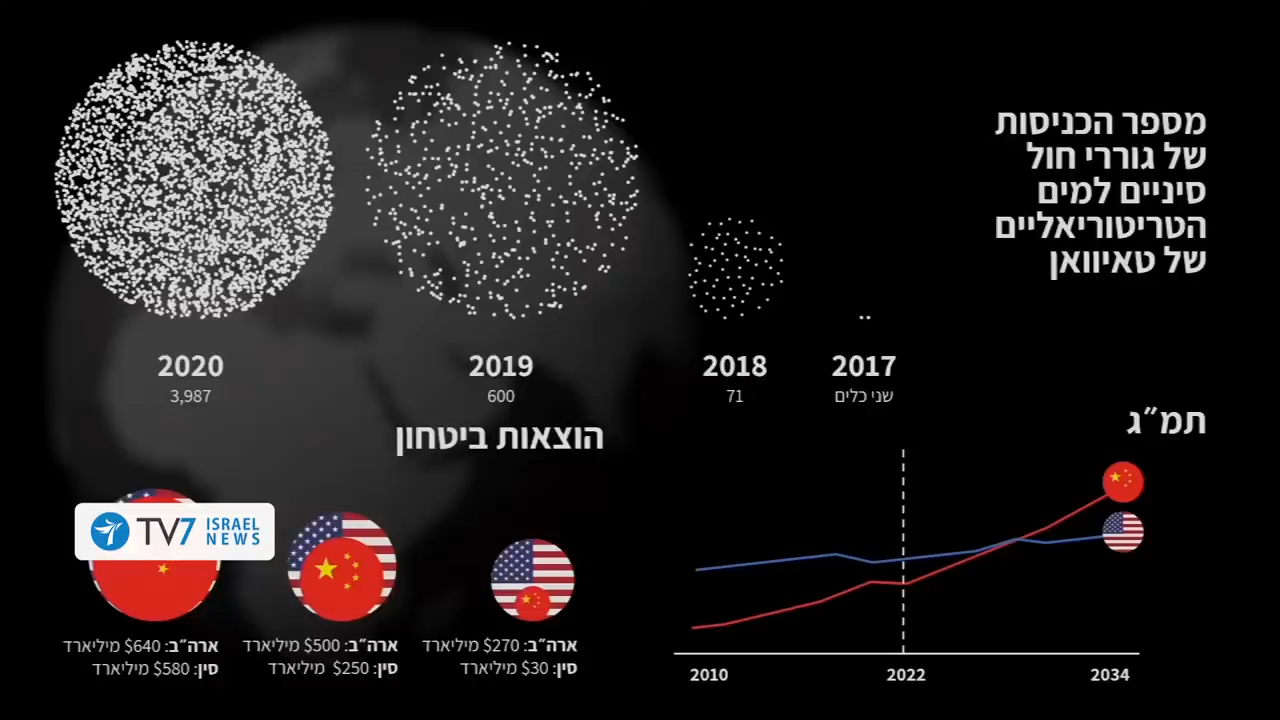 מספר הכניסות
של גוררי חול
סיניים למים
הטריטוריאליים
של טאיוואן
2017
שני כלים
2018
71
2019
600
2020
3,987
תמ״ג
2010
2022
2034
הוצאות ביטחון
ארה״ב: $270 מיליארד
סין: $30 מיליארד
ארה״ב: $500 מיליארד
סין: $250 מיליארד
ארה״ב: $640 מיליארד
סין: $580 מיליארד
TV7 ISRAEL NEWS